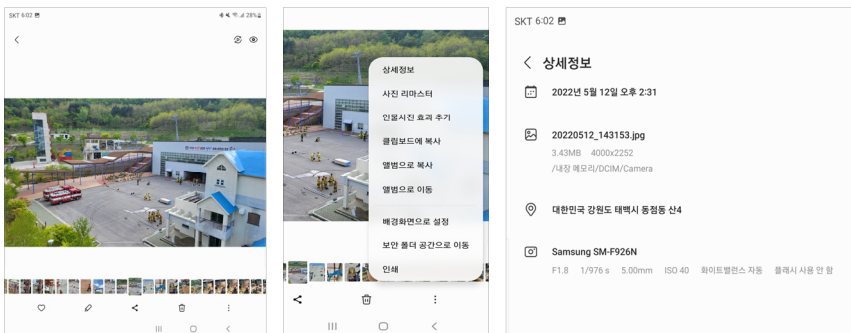 SKT 6:02
28%
상세정보
사진 리마스터
인물사진 효과 추가
클립보드에 복사
앨범으로 복사
앨범으로 이동
배경화면으로 설정
보안 폴더 공간으로 이동
인쇄
SKT 6:02
상세정보
2022년 5월 12일 오후 2:31
20220512_143153.jpg
3.43MB 4000x2252
/내장 메모리/DCIM/Camera
대한민국 강원도 태백시 동점동 산4
Samsung SM-F926N
F1.8 1/976 s 5.00mm ISO 40 화이트밸런스 자동 플래시 사용 안 함